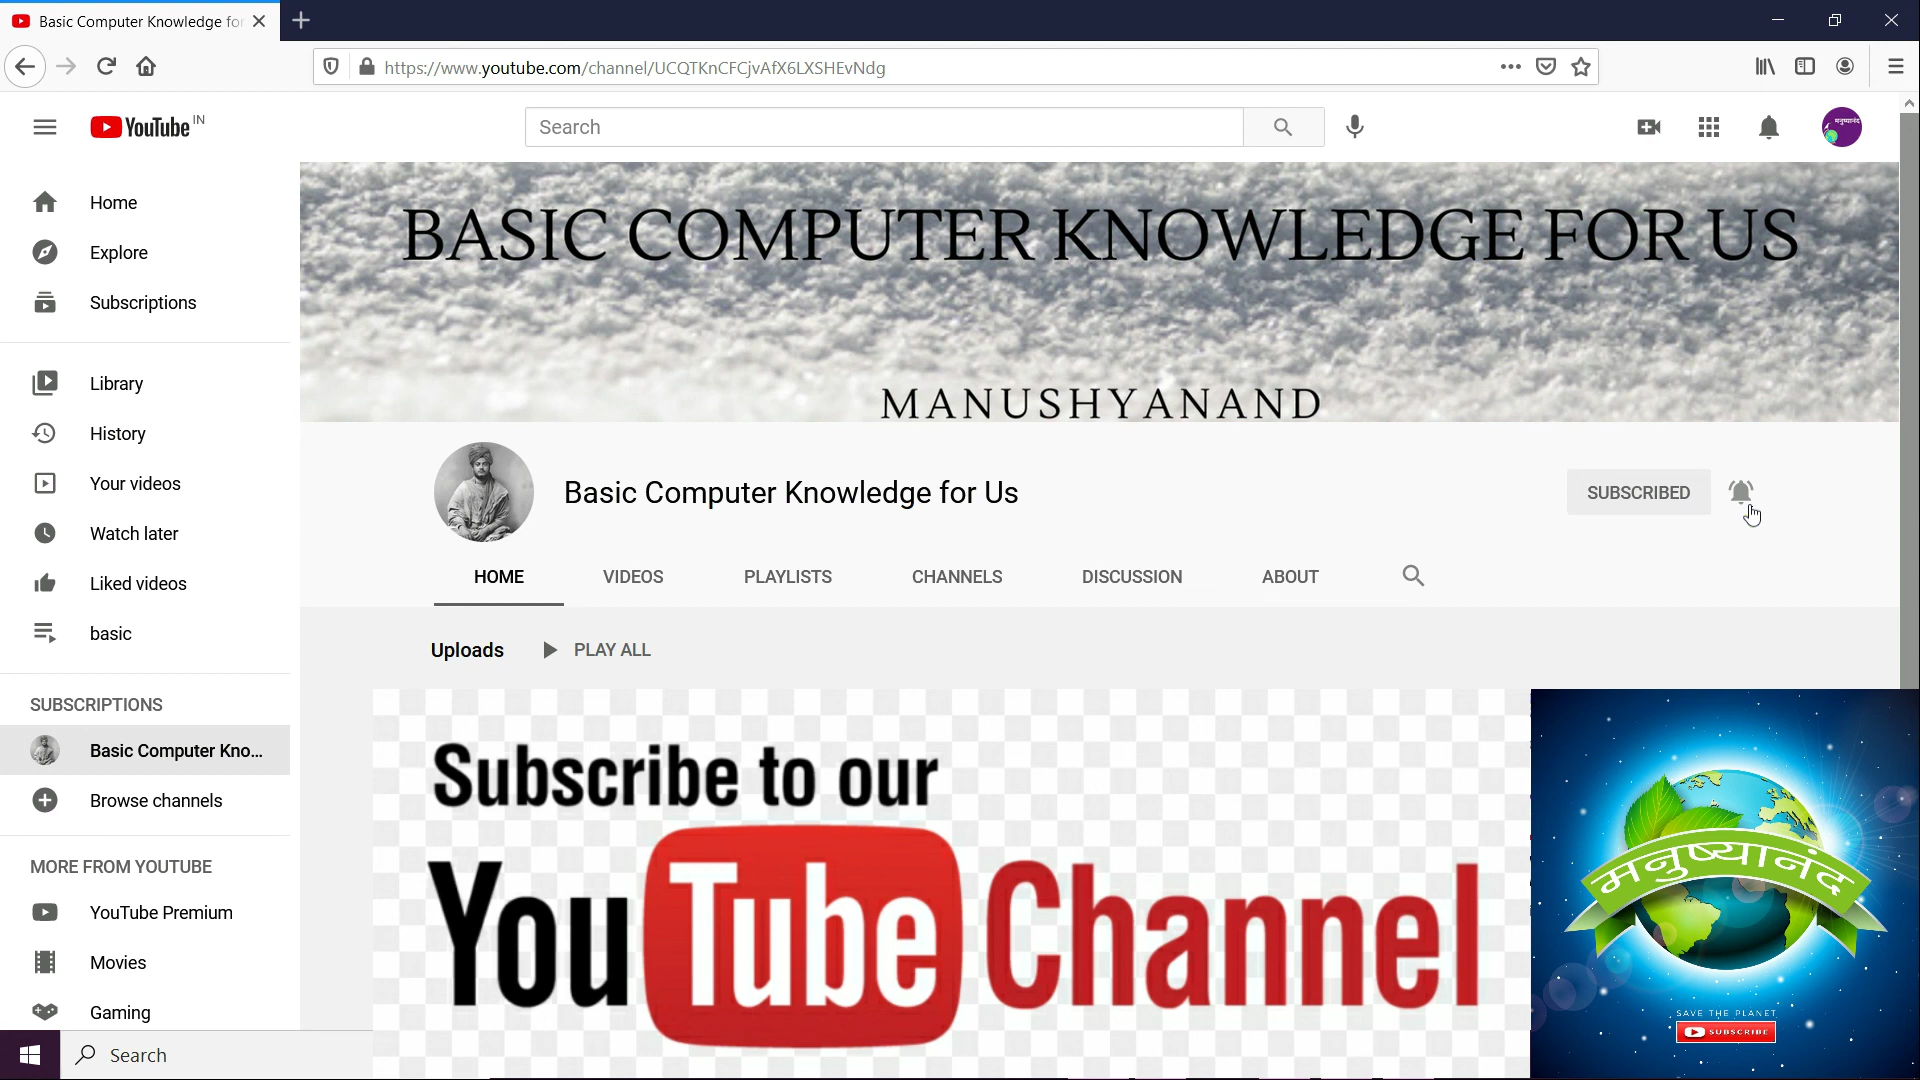 Basic Computer Knowledge for
https://www.youtube.com/channel/UCQTKnCFCjvAfX6LXSHEvNdg
YouTube IN
Search
मनुष्यानंद
Home
Explore
Subscriptions
Library
History
Your videos
Watch later
Liked videos
basic
SUBSCRIPTIONS
Basic Computer Kno...
Browse channels
MORE FROM YOUTUBE
YouTube Premium
Movies
Gaming
BASIC COMPUTER KNOWLEDGE FOR US
MANUSHYANAND
Basic Computer Knowledge for Us
SUBSCRIBED
HOME VIDEOS PLAYLISTS CHANNELS DISCUSSION ABOUT
Uploads PLAY ALL
Subscribe to our
YouTube Channel
मनुष्यानंद
SAVE THE PLANET
SUBSCRIBE
Search